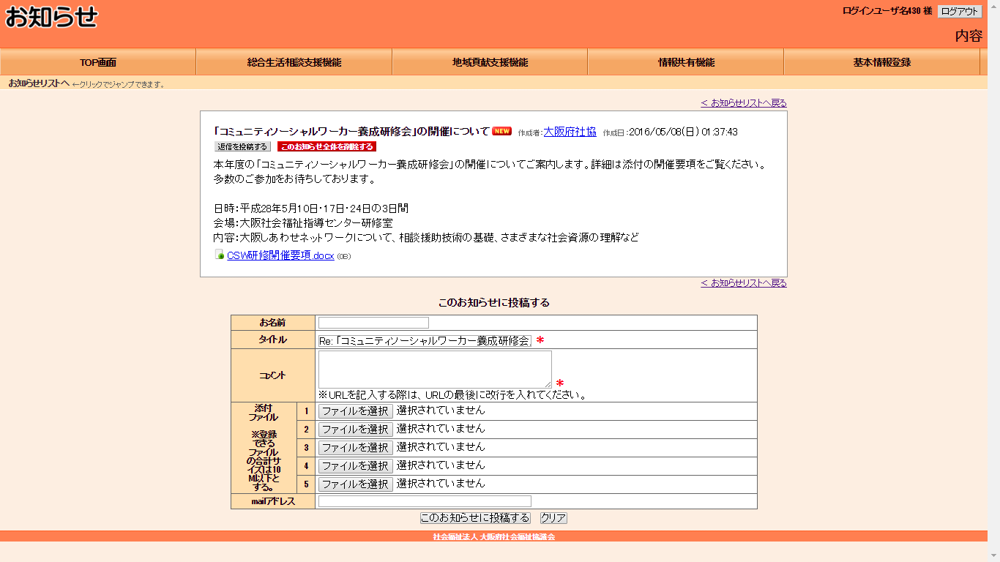 お知らせ
ログインユーザ名430 様 ログアウト
内容
TOP画面 総合生活相談支援機能 地域貢献支援機能 情報共有機能 基本情報登録
お知らせリストへ ←クリックでジャンプできます。
< お知らせリストへ戻る
「コミュニティソーシャルワーカー養成研修会」の開催について NEW 作成者:大阪府社協 作成日:2016/05/08(日) 01:37:43
返信を投稿する このお知らせ全体を削除する
本年度の「コミュニティソーシャルワーカー養成研修会」の開催についてご案内します。詳細は添付の開催要項をご覧ください。
多数のご参加をお待ちしております。
日時:平成28年5月10日・17日・24日の3日間
会場:大阪社会福祉指導センター研修室
内容:大阪しあわせネットワークについて、相談援助技術の基礎、さまざまな社会資源の理解など
CSW研修開催要項.docx (0B)
< お知らせリストへ戻る
このお知らせに投稿する
お名前
タイトル Re:「コミュニティソーシャルワーカー養成研修会 *
コメント *
※URLを記入する際は、URLの最後に改行を入れてください。
添付
ファイル
※登録
できる
ファイル
の合計サ
イズは10
M以下と
する。
1 ファイルを選択 選択されていません
2 ファイルを選択 選択されていません
3 ファイルを選択 選択されていません
4 ファイルを選択 選択されていません
5 ファイルを選択 選択されていません
mailアドレス
このお知らせに投稿する クリア
社会福祉法人 大阪府社会福祉協議会